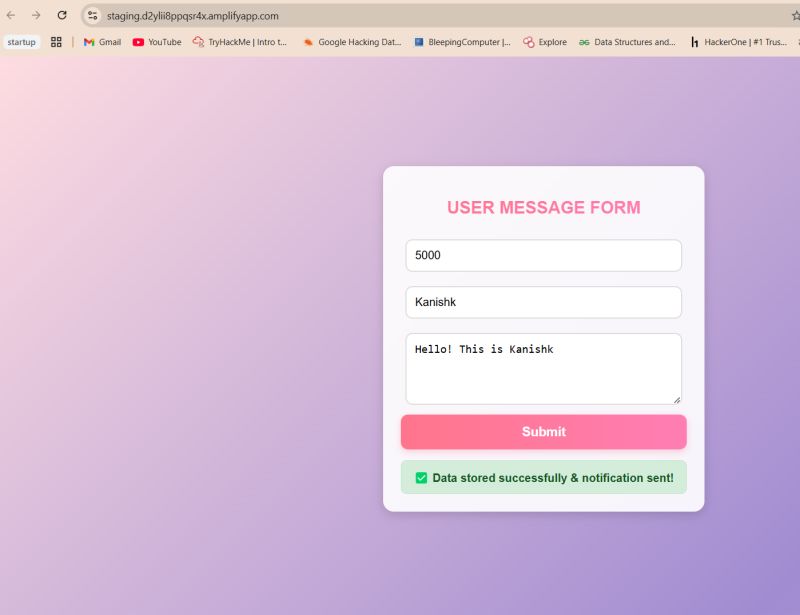 staging.d2ylii8ppqsr4x.amplifyapp.com
startup Gmail YouTube TryHackMe | Intro t... Google Hacking Dat... BleepingComputer |... Explore Data Structures and... HackerOne | #1 Trus...
USER MESSAGE FORM
5000
Kanishk
Hello! This is Kanishk
Submit
✅ Data stored successfully & notification sent!